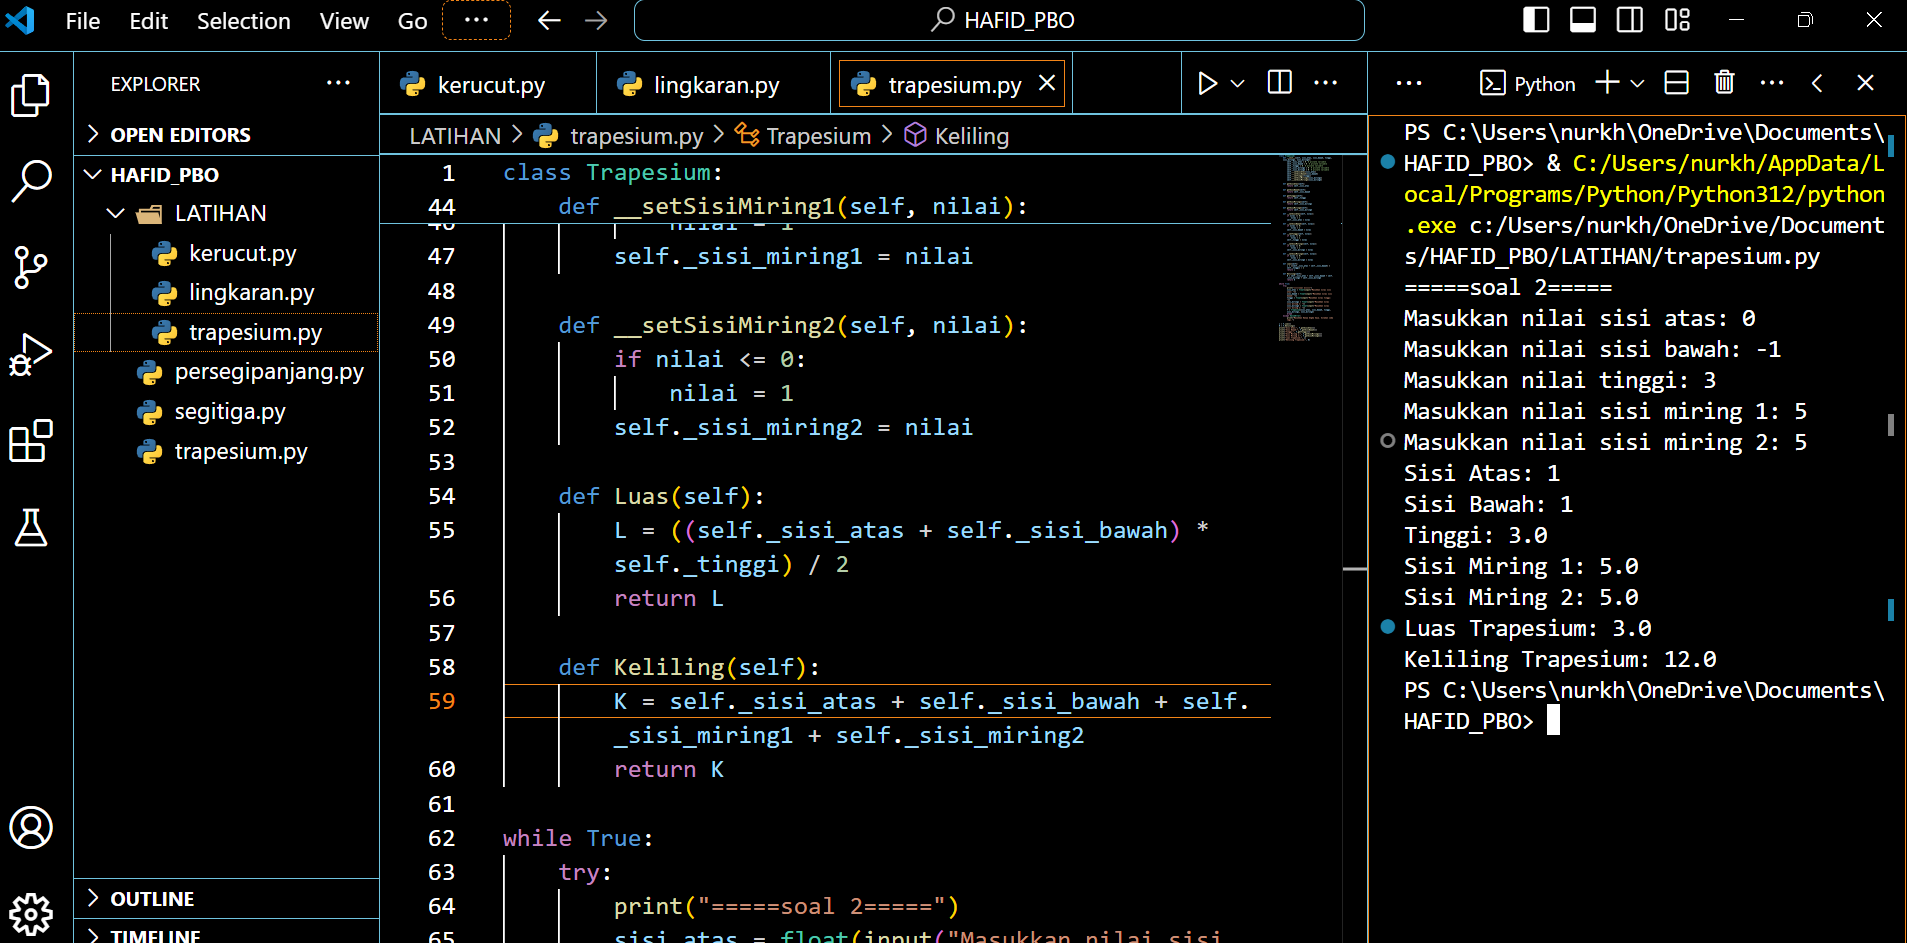 File Edit Selection View Go ... HAFID_PBO
EXPLORER ...
OPEN EDITORS
HAFID_PBO
LATIHAN
kerucut.py
lingkaran.py
trapesium.py
persegipanjang.py
segitiga.py
trapesium.py
OUTLINE
TIMELINE
kerucut.py lingkaran.py trapesium.py
LATIHAN > trapesium.py > Trapesium > Keliling
1 class Trapesium:
44 def __setSisiMiring1(self, nilai):
46 nilai = 1
47 self._sisi_miring1 = nilai
48
49 def __setSisiMiring2(self, nilai):
50 if nilai <= 0:
51 nilai = 1
52 self._sisi_miring2 = nilai
53
54 def Luas(self):
55 L = ((self._sisi_atas + self._sisi_bawah) *
self._tinggi) / 2
56 return L
57
58 def Keliling(self):
59 K = self._sisi_atas + self._sisi_bawah + self.
_sisi_miring1 + self._sisi_miring2
60 return K
61
62 while True:
63 try:
64 print("=====soal 2=====")
65 sisi_atas = float(input("Masukkan nilai sisi
Python
PS C:\Users\nurkh\OneDrive\Documents\
HAFID_PBO> & C:/Users/nurkh/AppData/L
ocal/Programs/Python/Python312/python
.exe c:/Users/nurkh/OneDrive/Document
s/HAFID_PBO/LATIHAN/trapesium.py
=====soal 2=====
Masukkan nilai sisi atas: 0
Masukkan nilai sisi bawah: -1
Masukkan nilai tinggi: 3
Masukkan nilai sisi miring 1: 5
Masukkan nilai sisi miring 2: 5
Sisi Atas: 1
Sisi Bawah: 1
Tinggi: 3.0
Sisi Miring 1: 5.0
Sisi Miring 2: 5.0
Luas Trapesium: 3.0
Keliling Trapesium: 12.0
PS C:\Users\nurkh\OneDrive\Documents\
HAFID_PBO>